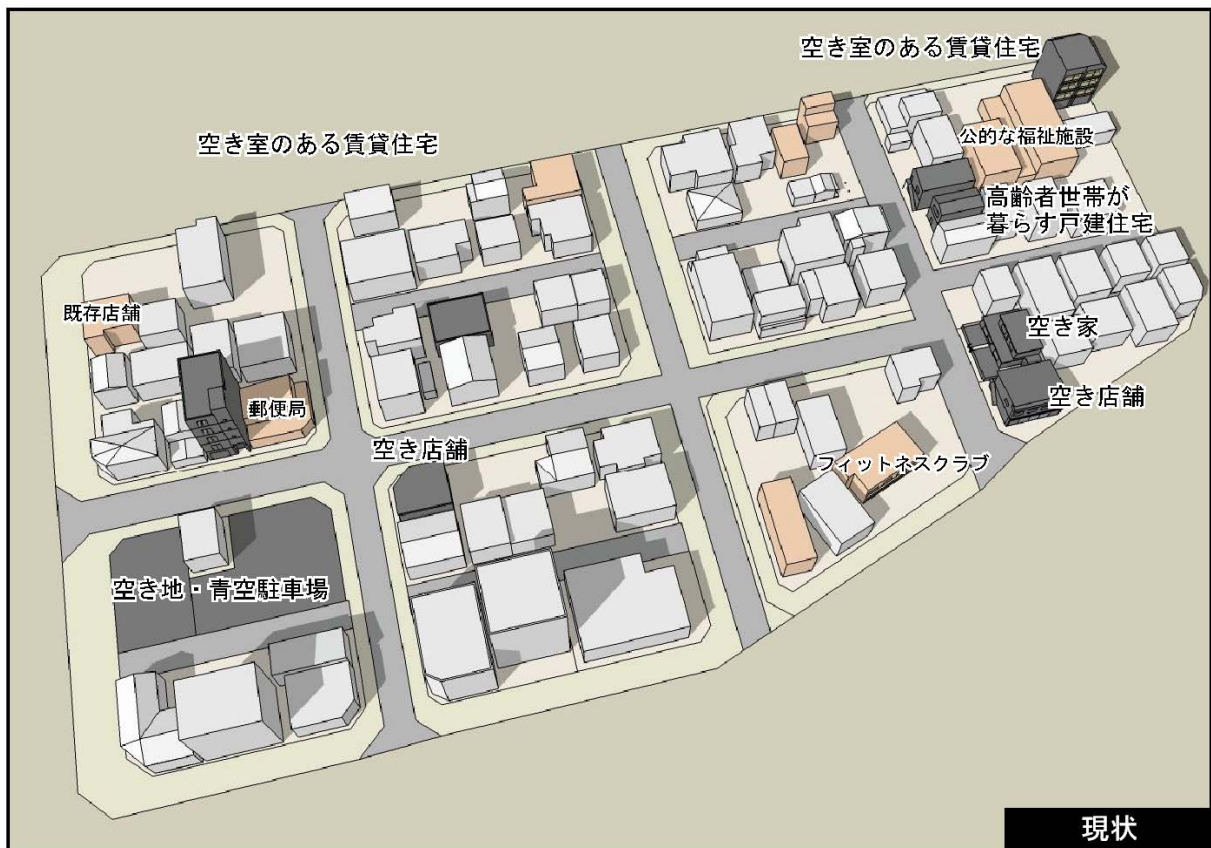 空き室のある賃貸住宅
公的な福祉施設
空き室のある賃貸住宅
高齢者世帯が
暮らす戸建住宅
既存店舗
空き家
空き店舗
郵便局
空き店舗
フィットネスクラブ
空き地・青空駐車場
現状